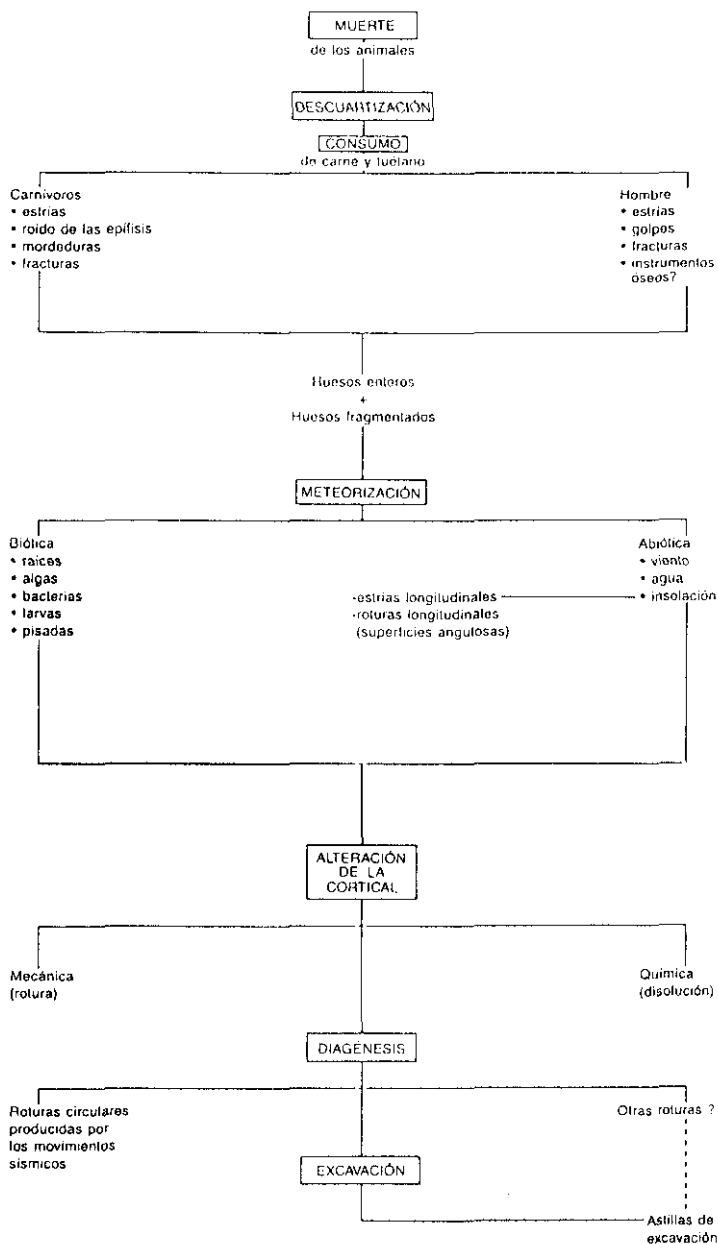 MUERTE
de los animales
DESCUARTIZACIÓN
CONSUMO
de carne y tuétano
Carnívoros
• estrías
• roído de las epífisis
• mordeduras
• fracturas
Hombre
• estrías
• golpes
• fracturas
• instrumentos
óseos?
Huesos enteros
+
Huesos fragmentados
METEORIZACIÓN
Biótica
• raíces
• algas
• bacterias
• larvas
• pisadas
-estrías longitudinales
-roturas longitudinales
(superficies angulosas)
Abiótica
• viento
• agua
• insolación
ALTERACIÓN
DE LA
CORTICAL
Mecánica
(rotura)
Química
(disolución)
DIAGÉNESIS
Roturas circulares
producidas por
los movimientos
sísmicos
Otras roturas ?
EXCAVACIÓN
Astillas de
excavación